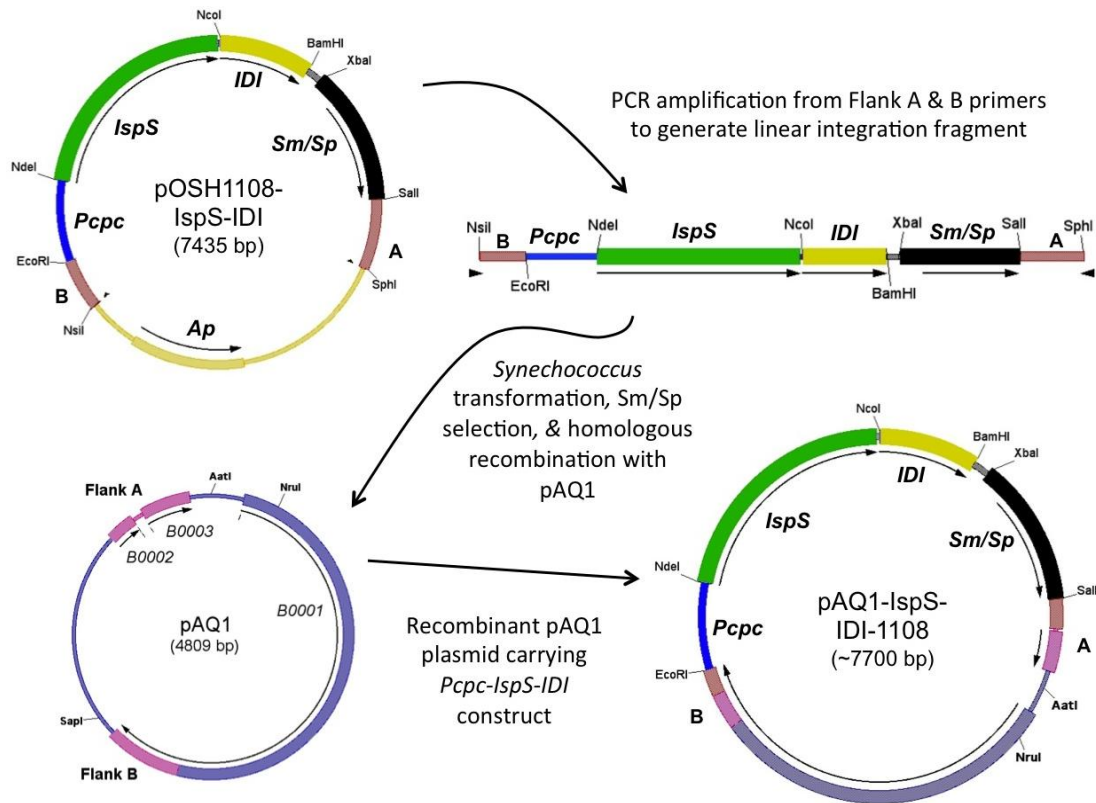 NcoI
BamHI
IDI
XbaI
IspS
Sm/Sp
NdeI
pOSH1108-
IspS-IDI
(7435 bp)
SalI
Pcpc
A
EcoRI
SphI
B
NsiI
Ap
PCR amplification from Flank A & B primers
to generate linear integration fragment
NsiI
B
Pcpc
NdeI
IspS
NcoI
IDI
XbaI
Sm/Sp
SalI
A
SphI
EcoRI
BamHI
Synechococcus
transformation, Sm/Sp
selection, & homologous
recombination with
pAQ1
Flank A
AatI
NruI
B0003
B0002
B0001
pAQ1
(4809 bp)
SapI
Flank B
Recombinant pAQ1
plasmid carrying
Pcpc-IspS-IDI
construct
NcoI
BamHI
IDI
XbaI
IspS
Sm/Sp
NdeI
SalI
pAQ1-IspS-
IDI-1108
(~7700 bp)
Pcpc
A
EcoRI
AatI
B
NruI